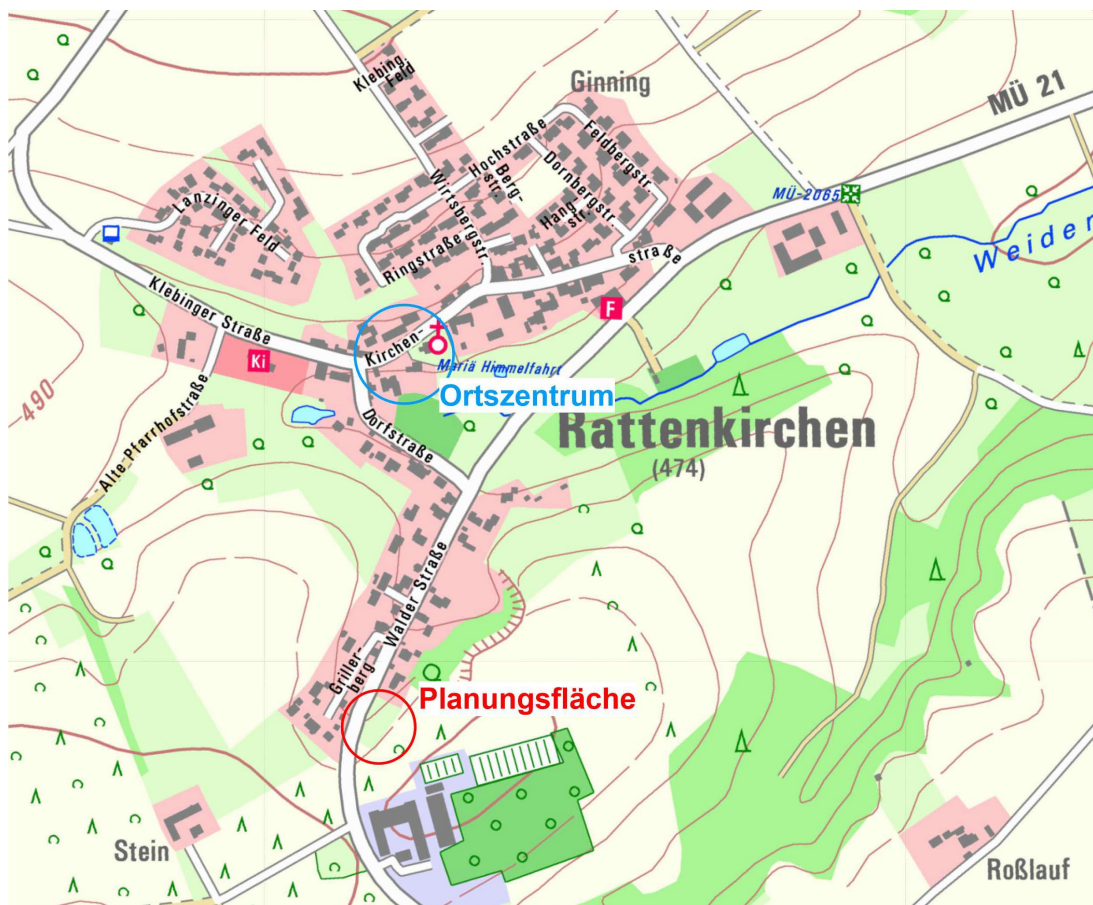 Klebing
Feld
Ginning
MÜ 21
Hochstraße
Feldbergstr.
Berg-
str.
Dornbergstr.
Wirtsbergstr.
Hang-
str.
Lanzinger Feld
Ringstraße
MÜ-2065
straße
Weiden
Klebinger Straße
F
Kirchen-
Ki
Mariä Himmelfahrt
Ortszentrum
490
Rattenkirchen
(474)
Dorfstraße
Alte Pfarrhofstraße
Walder Straße
Griller-
berg
Planungsfläche
Stein
Roßlauf